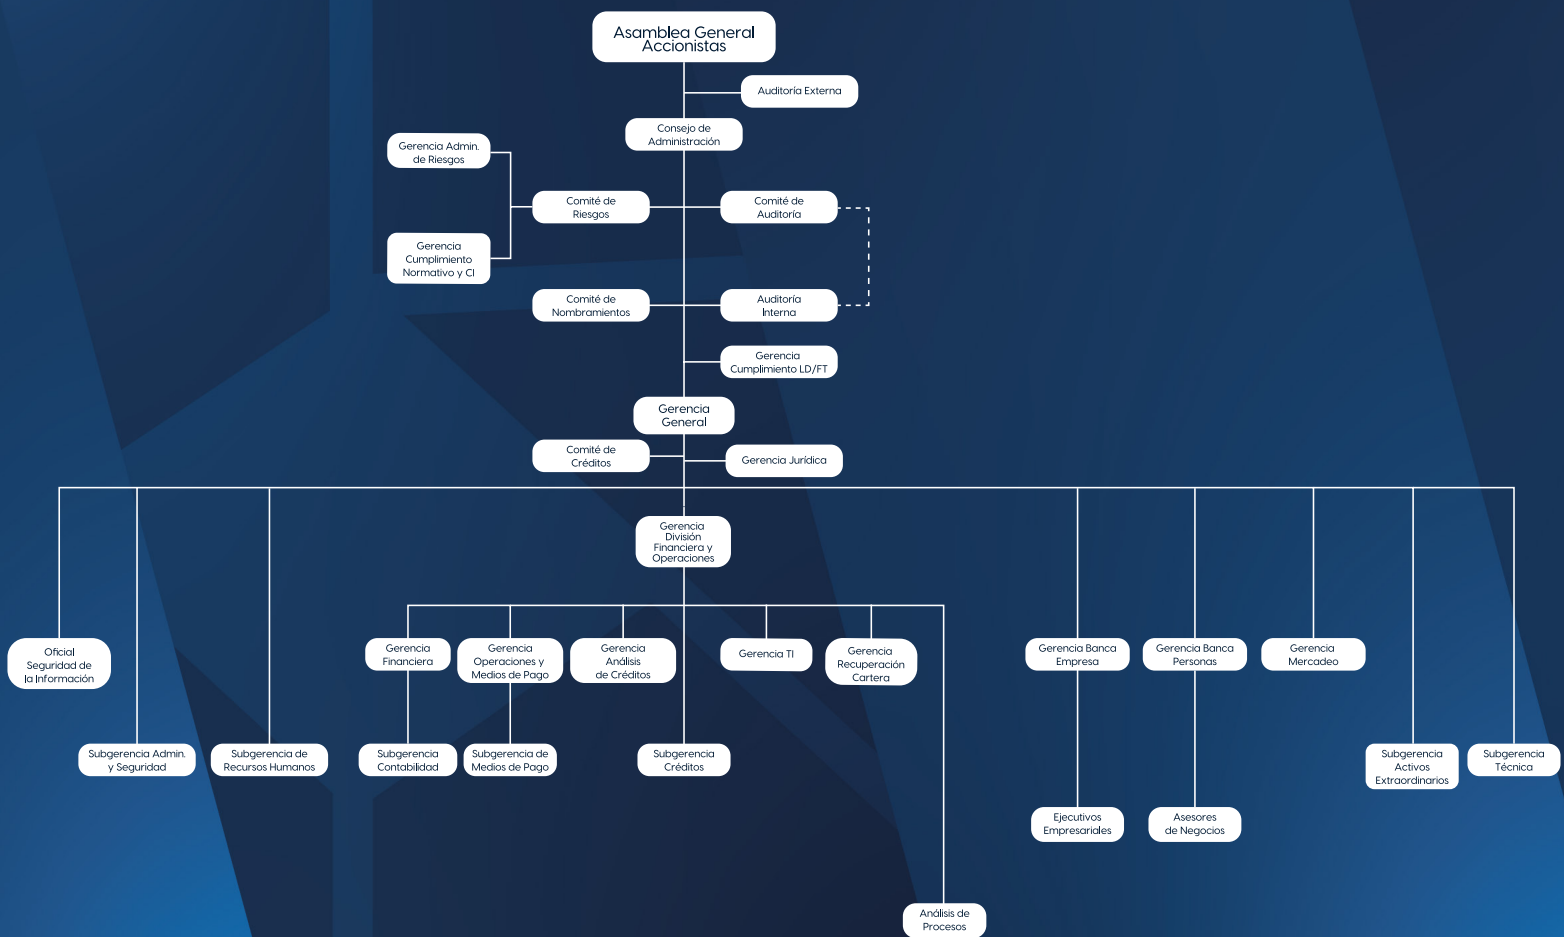 Asamblea General
Accionistas
Auditoría Externa
Consejo de
Administración
Gerencia Admin.
de Riesgos
Comité de
Riesgos
Comité de
Auditoría
Gerencia
Cumplimiento
Normativo y CI
Comité de
Nombramientos
Auditoría
Interna
Gerencia
Cumplimiento LD/FT
Gerencia
General
Comité de
Créditos
Gerencia Jurídica
Gerencia
División
Financiera y
Operaciones
Oficial
Seguridad de
la Información
Gerencia
Financiera
Gerencia
Operaciones y
Medios de Pago
Gerencia
Análisis
de Créditos
Gerencia TI
Gerencia
Recuperación
Cartera
Gerencia Banca
Empresa
Gerencia Banca
Personas
Gerencia
Mercadeo
Subgerencia Admin.
y Seguridad
Subgerencia de
Recursos Humanos
Subgerencia
Contabilidad
Subgerencia de
Medios de Pago
Subgerencia
Créditos
Subgerencia
Activos
Extraordinarios
Subgerencia
Técnica
Ejecutivos
Empresariales
Asesores
de Negocios
Análisis de
Procesos